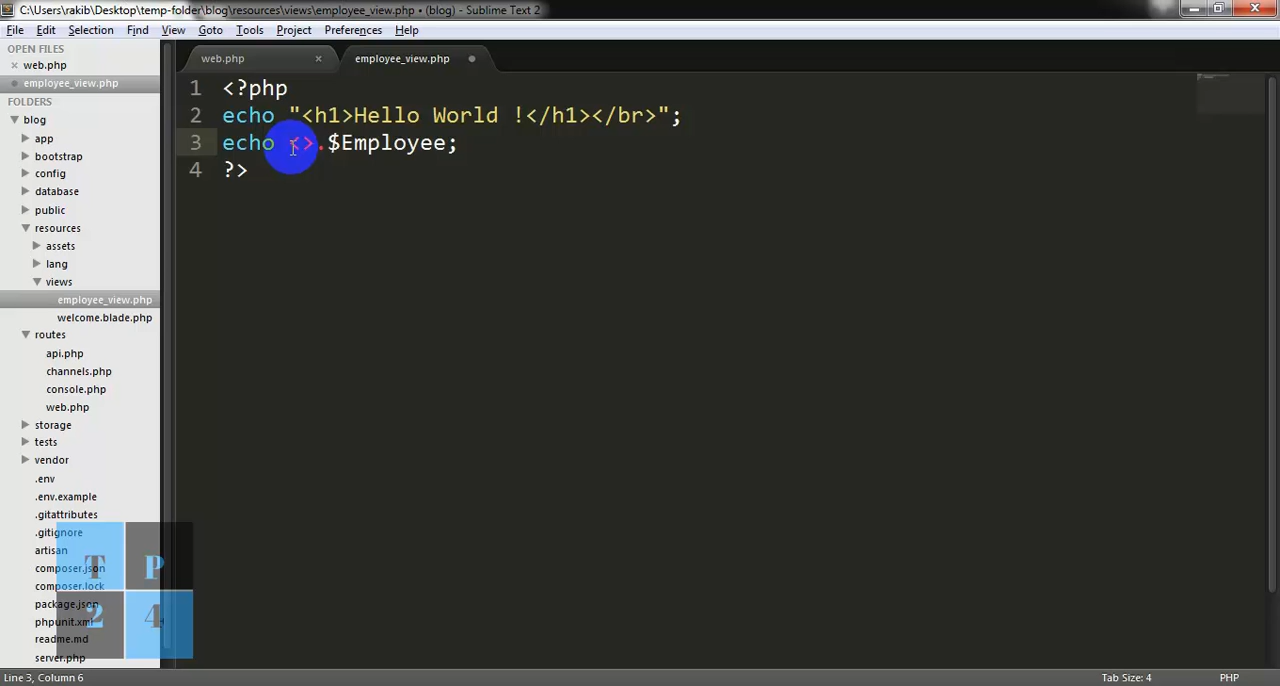 C:\Users\rakib\Desktop\temp-folder\blog\resources\views\employee_view.php • (blog) - Sublime Text 2
File Edit Selection Find View Goto Tools Project Preferences Help
OPEN FILES
web.php
employee_view.php
FOLDERS
blog
app
bootstrap
config
database
public
resources
assets
lang
views
employee_view.php
welcome.blade.php
routes
api.php
channels.php
console.php
web.php
storage
tests
vendor
.env
.env.example
.gitattributes
.gitignore
artisan
composer.json
composer.lock
package.json
phpunit.xml
readme.md
server.php
web.php employee_view.php
1 <?php
2 echo "<h1>Hello World !</h1></br>";
3 echo <>.$Employee;
4 ?>
T P
2 4
Line 3, Column 6 Tab Size: 4 PHP